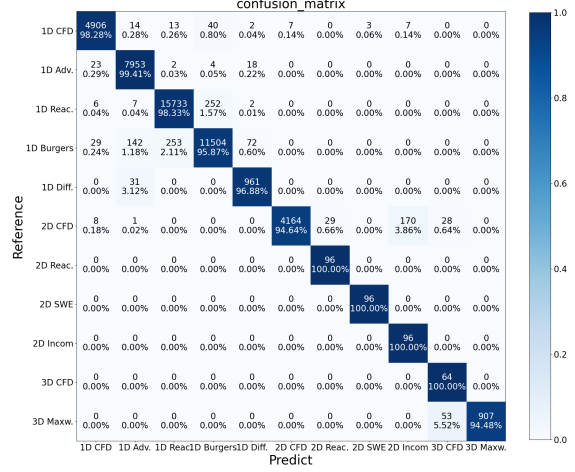 confusion_matrix
1D CFD 4906 14 13 40 2 7 0 3 7 0 0
98.28% 0.28% 0.26% 0.80% 0.04% 0.14% 0.00% 0.06% 0.14% 0.00% 0.00%
1D Adv. 23 7953 2 4 18 0 0 0 0 0 0
0.29% 99.41% 0.03% 0.05% 0.22% 0.00% 0.00% 0.00% 0.00% 0.00% 0.00%
1D Reac. 6 7 15733 252 2 0 0 0 0 0 0
0.04% 0.04% 98.33% 1.57% 0.01% 0.00% 0.00% 0.00% 0.00% 0.00% 0.00%
1D Burgers 29 142 253 11504 72 0 0 0 0 0 0
0.24% 1.18% 2.11% 95.87% 0.60% 0.00% 0.00% 0.00% 0.00% 0.00% 0.00%
1D Diff. 0 31 0 0 961 0 0 0 0 0 0
0.00% 3.12% 0.00% 0.00% 96.88% 0.00% 0.00% 0.00% 0.00% 0.00% 0.00%
2D CFD 8 1 0 0 0 4164 29 0 170 28 0
0.18% 0.02% 0.00% 0.00% 0.00% 94.64% 0.66% 0.00% 3.86% 0.64% 0.00%
2D Reac. 0 0 0 0 0 0 96 0 0 0 0
0.00% 0.00% 0.00% 0.00% 0.00% 0.00% 100.00% 0.00% 0.00% 0.00% 0.00%
2D SWE 0 0 0 0 0 0 0 96 0 0 0
0.00% 0.00% 0.00% 0.00% 0.00% 0.00% 0.00% 100.00% 0.00% 0.00% 0.00%
2D Incom 0 0 0 0 0 0 0 0 96 0 0
0.00% 0.00% 0.00% 0.00% 0.00% 0.00% 0.00% 0.00% 100.00% 0.00% 0.00%
3D CFD 0 0 0 0 0 0 0 0 0 64 0
0.00% 0.00% 0.00% 0.00% 0.00% 0.00% 0.00% 0.00% 0.00% 100.00% 0.00%
3D Maxw. 0 0 0 0 0 0 0 0 0 53 907
0.00% 0.00% 0.00% 0.00% 0.00% 0.00% 0.00% 0.00% 0.00% 5.52% 94.48%
1D CFD 1D Adv. 1D Reac. 1D Burgers 1D Diff. 2D CFD 2D Reac. 2D SWE 2D Incom 3D CFD 3D Maxw.
Predict
Reference
1.0
0.8
0.6
0.4
0.2
0.0